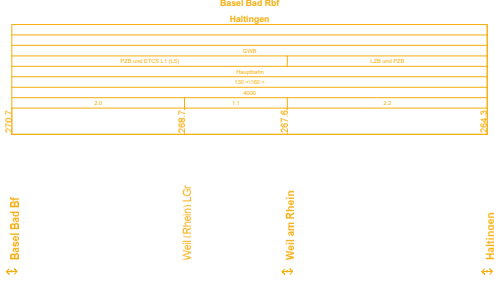 Basel Bad Rbf
Haltingen
GWB
PZB und ETCS L1 (LS)
LZB und PZB
Hauptbahn
130 <160 >
4000
2.0
1.1
2.2
270.7
268.7
267.6
264.3
Basel Bad Bf
Weil (Rhein) LGr
Weil am Rhein
Haltingen